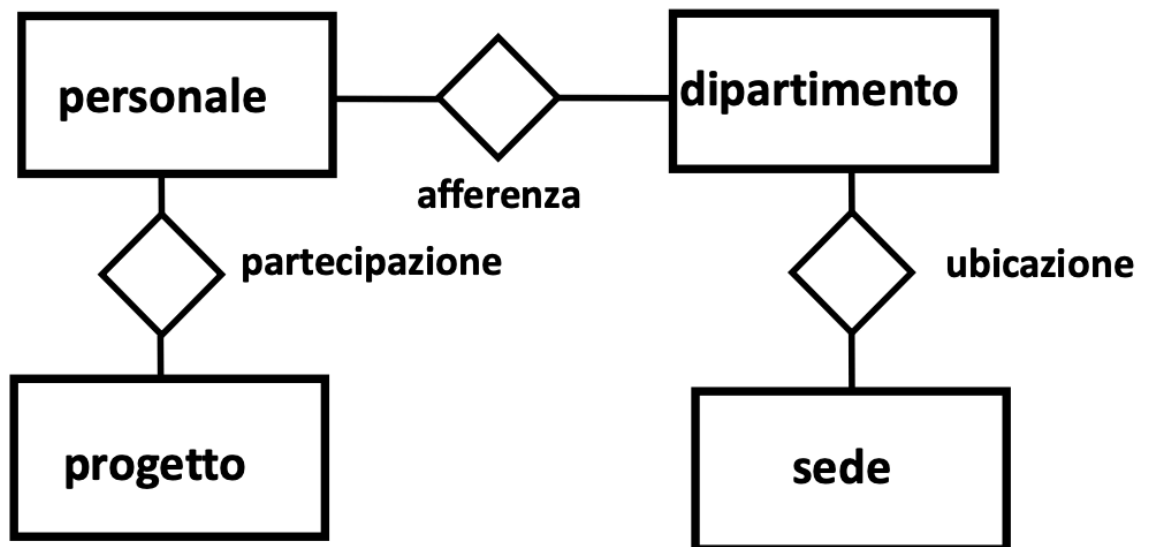 personale
dipartimento
afferenza
partecipazione
ubicazione
progetto
sede